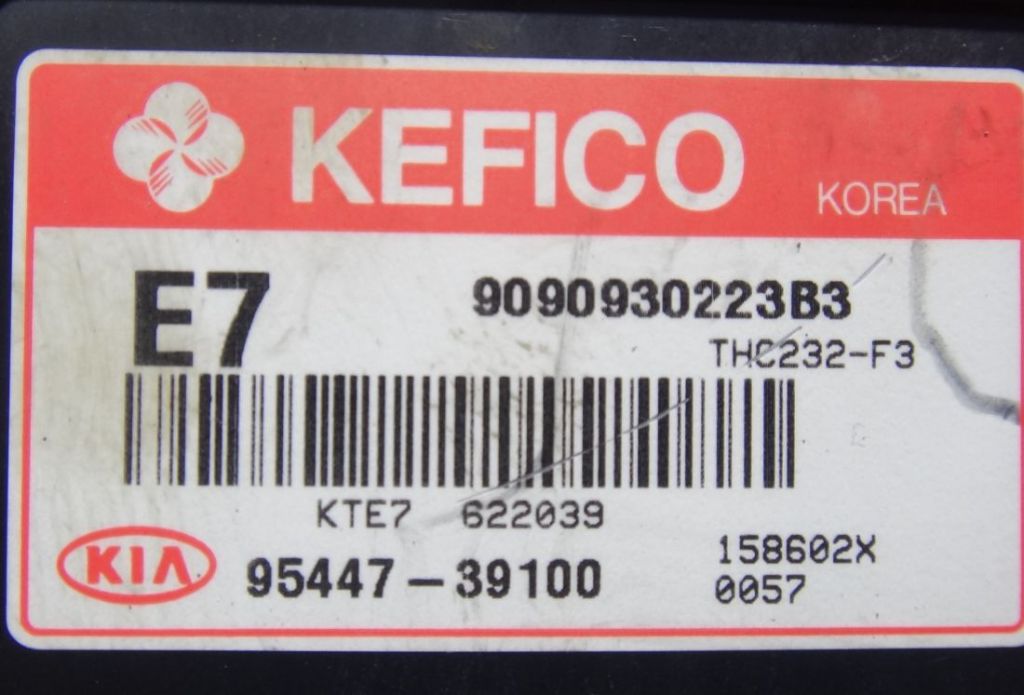 KEFICO
KOREA
E7
9090930223B3
THC232-F3
KTE7 622039
KIA
95447-39100
158602X
0057